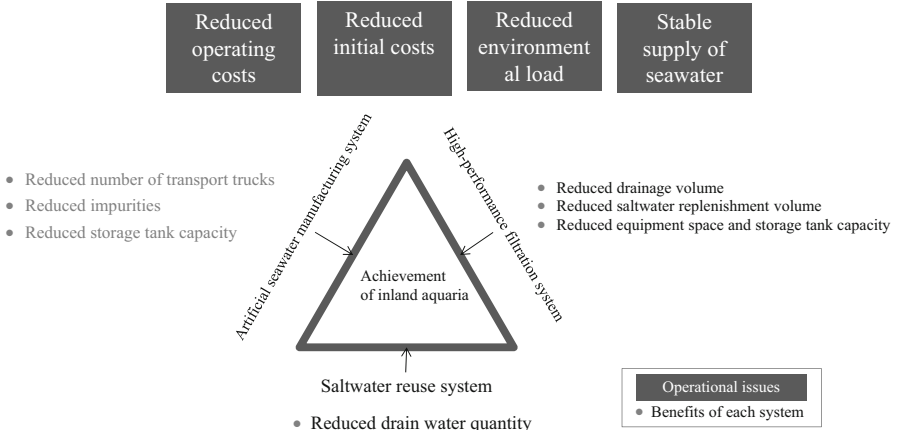 Reduced
operating
costs
Reduced
initial costs
Reduced
environment
al load
Stable
supply of
seawater
Artificial seawater manufacturing system
High-performance filtration system
• Reduced number of transport trucks
• Reduced impurities
• Reduced storage tank capacity
• Reduced drainage volume
• Reduced saltwater replenishment volume
• Reduced equipment space and storage tank capacity
Achievement
of inland aquaria
Saltwater reuse system
• Reduced drain water quantity
Operational issues
• Benefits of each system